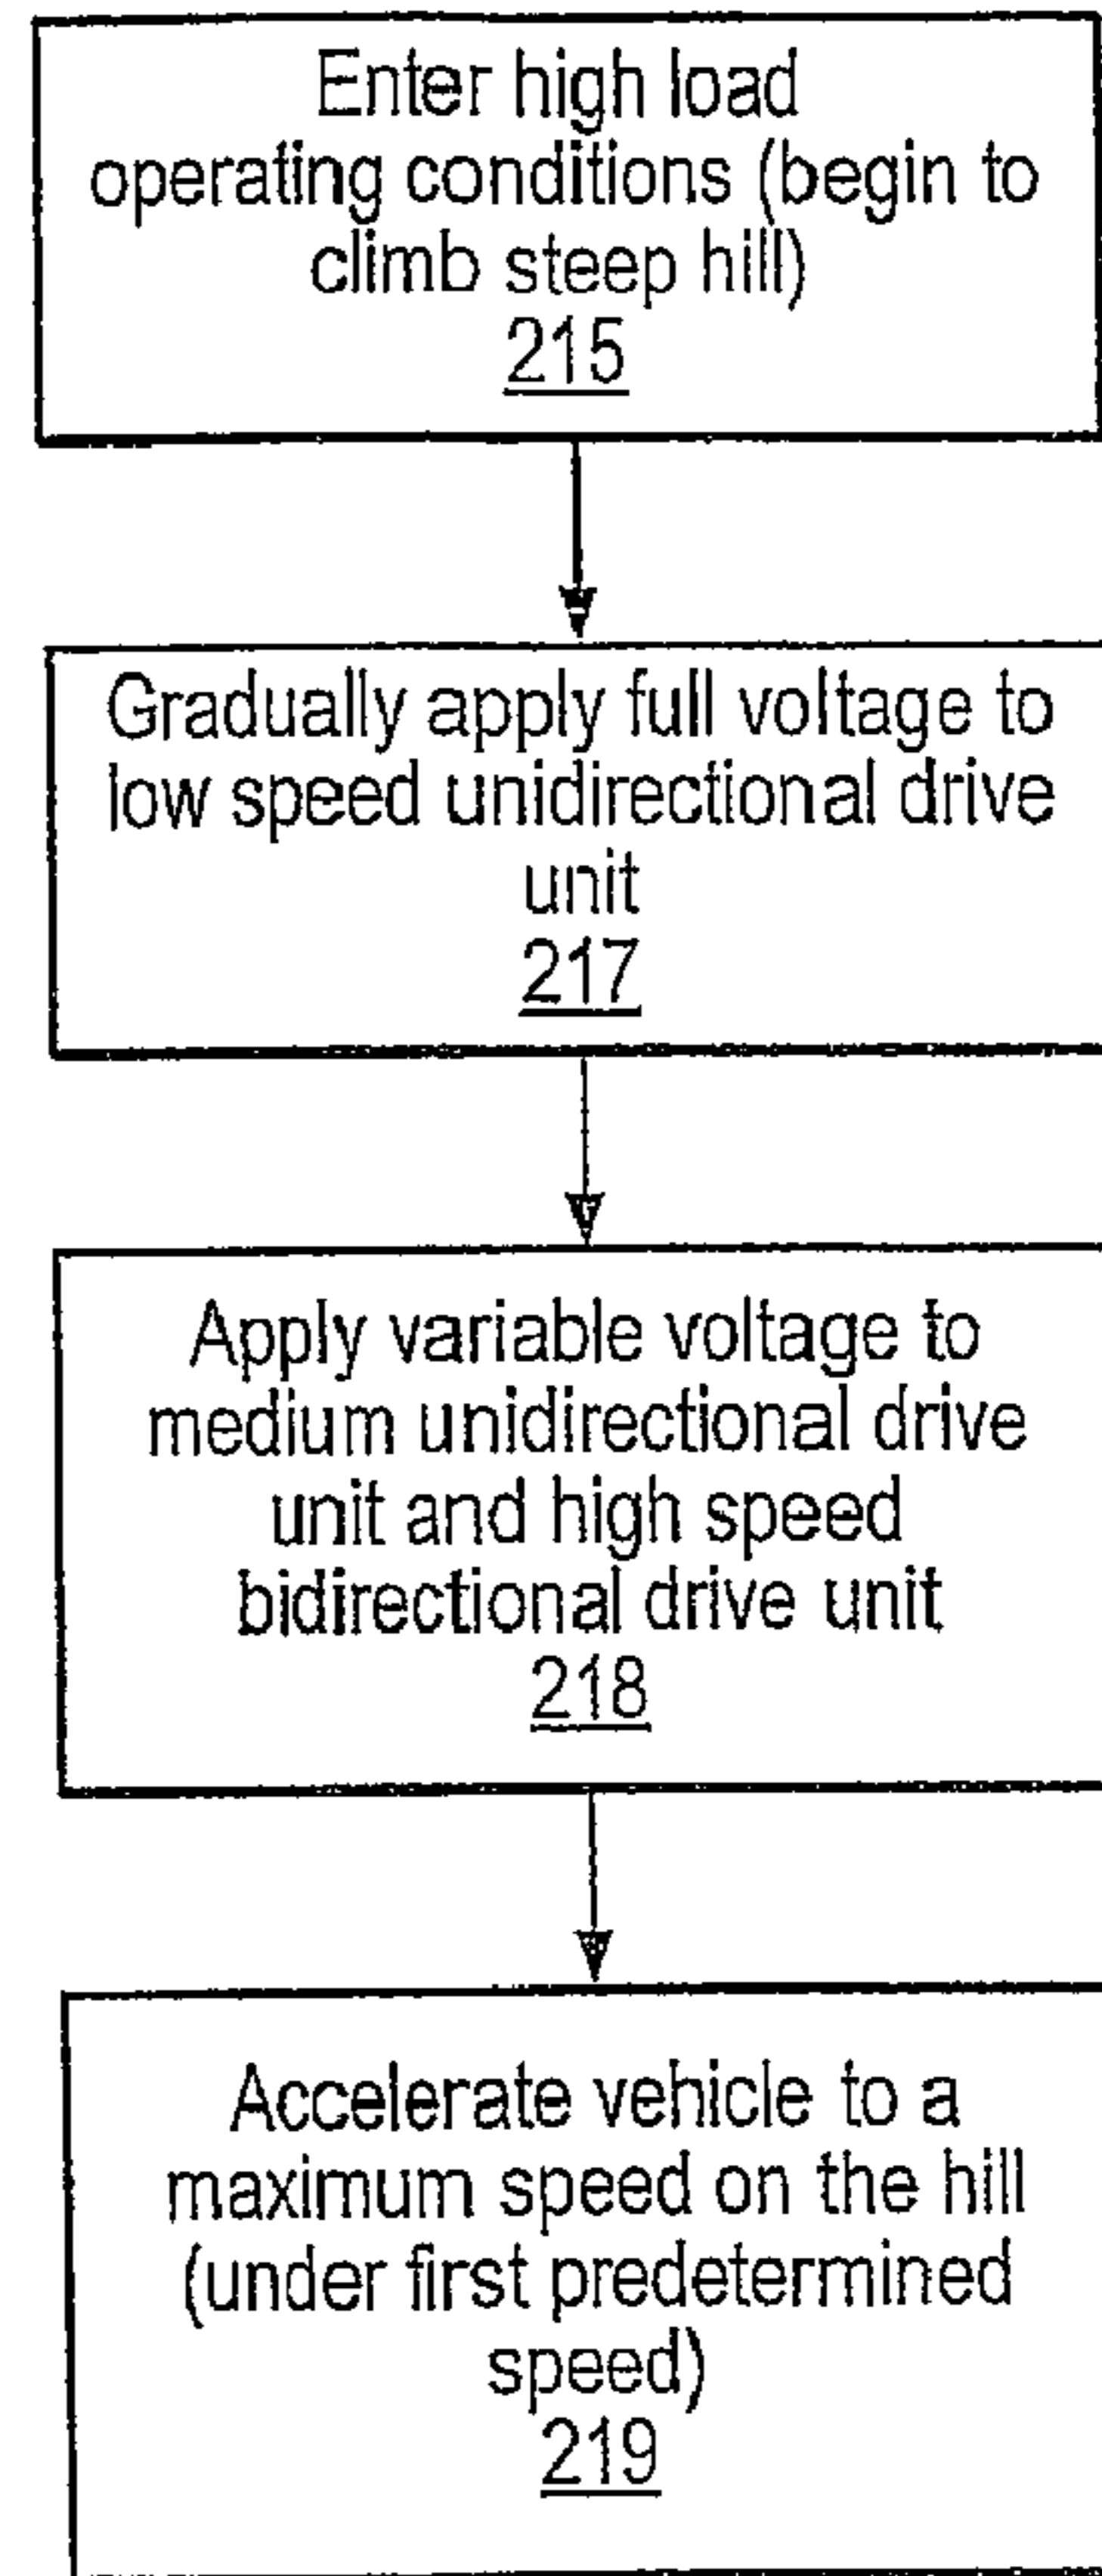 Enter high load
operating conditions (begin to
climb steep hill)
215
Gradually apply full voltage to
low speed unidirectional drive
unit
217
Apply variable voltage to
medium unidirectional drive
unit and high speed
bidirectional drive unit
218
Accelerate vehicle to a
maximum speed on the hill
(under first predetermined
speed)
219